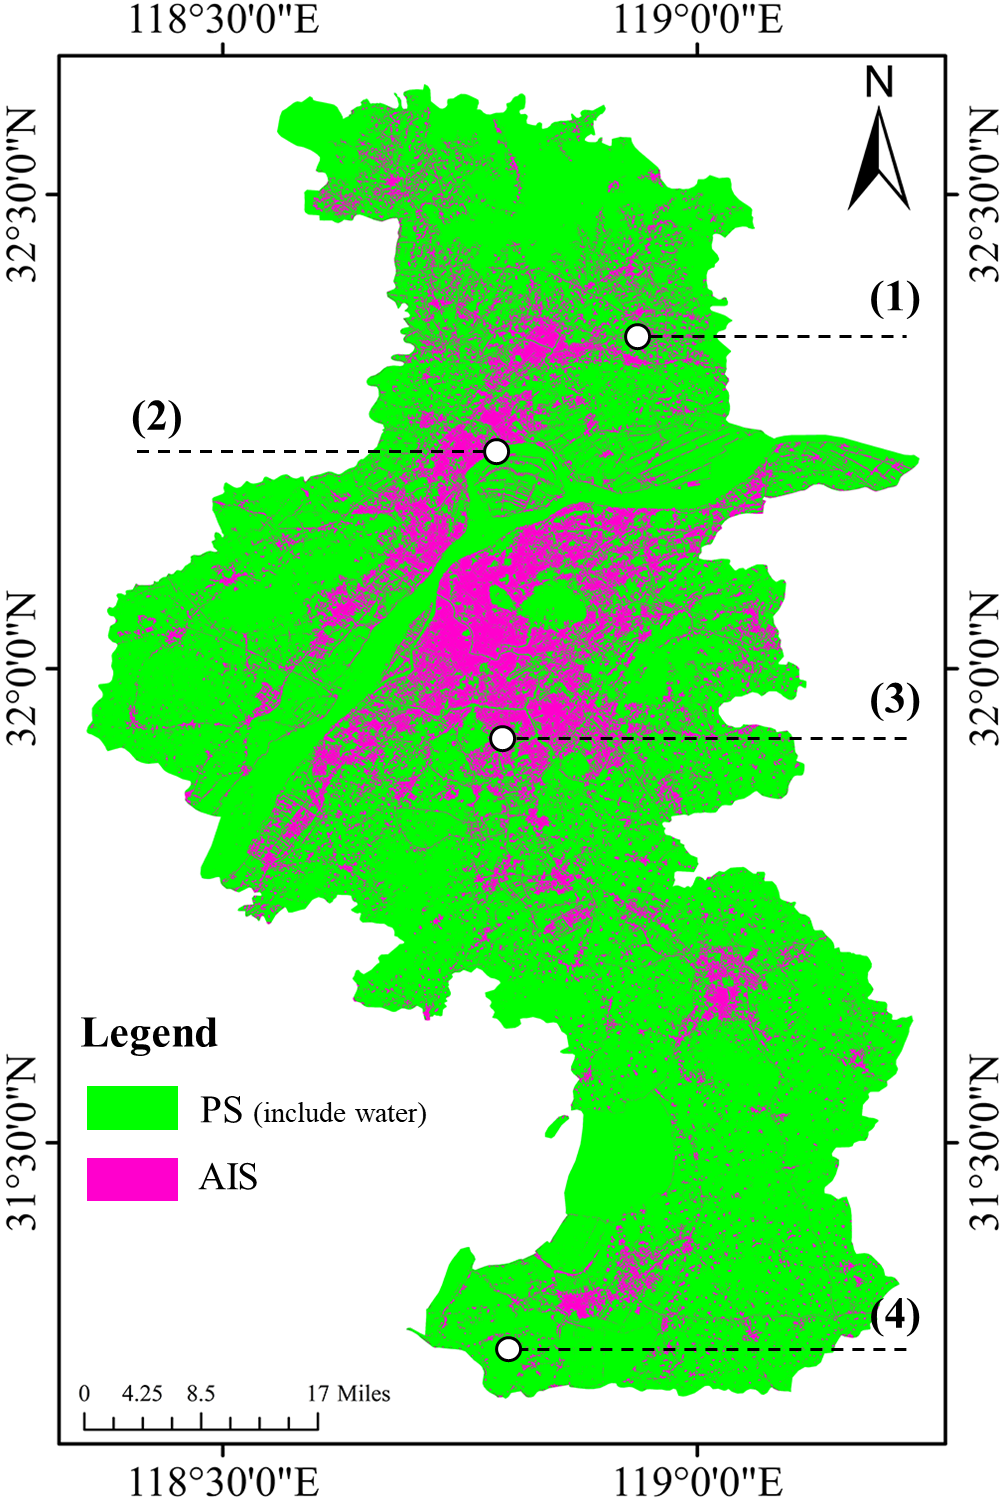 118°30'0"E 119°0'0"E
N
32°30'0"N 32°30'0"N
(1)
(2)
32°0'0"N 32°0'0"N
(3)
Legend
PS (include water)
AIS
31°30'0"N 31°30'0"N
(4)
0 4.25 8.5 17 Miles
118°30'0"E 119°0'0"E